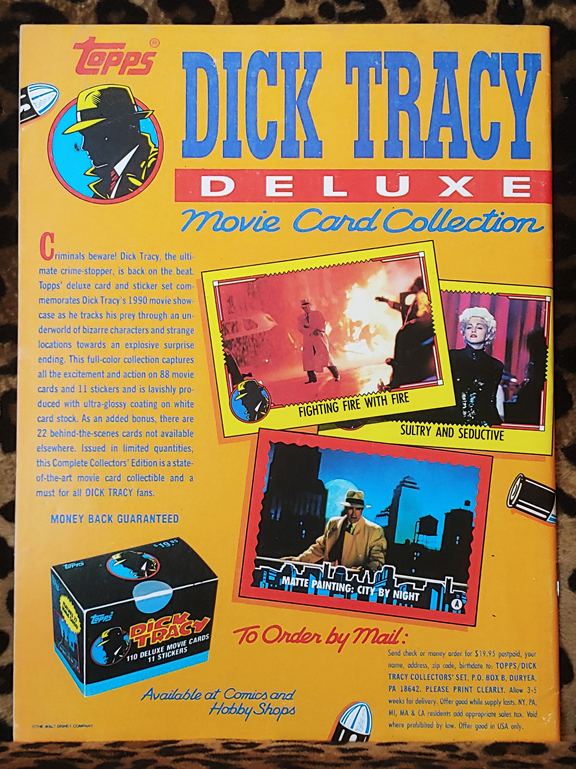 Topps®
DICK TRACY
DELUXE
Movie Card Collection
Criminals beware! Dick Tracy, the ulti-
mate crime-stopper, is back on the beat.
Topps' deluxe card and sticker set com-
memorates Dick Tracy's 1990 movie show-
case as he tracks his prey through an un-
derworld of bizarre characters and strange
locations towards an explosive surprise
ending. This full-color collection captures
all the excitement and action on 88 movie
cards and 11 stickers and is lavishly pro-
duced with ultra-glossy coating on white
card stock. As an added bonus, there are
22 behind-the-scenes cards not available
elsewhere. Issued in limited quantities,
this Complete Collectors' Edition is a state-
of-the-art movie card collectible and a
must for all DICK TRACY fans.
MONEY BACK GUARANTEED
FIGHTING FIRE WITH FIRE
SULTRY AND SEDUCTIVE
MATTE PAINTING: CITY BY NIGHT
A
Topps
$19.95
Topps
DICK
TRACY
110 DELUXE MOVIE CARDS
11 STICKERS
Available at Comics and
Hobby Shops
To Order by Mail:
Send check or money order for $19.95 postpaid, your
name, address, zip code, birthdate to: TOPPS/DICK
TRACY COLLECTORS' SET, P.O. BOX B, DURYEA,
PA 18642. PLEASE PRINT CLEARLY. Allow 3-5
weeks for delivery. Offer good while supply lasts. NY, PA,
MI, MA & CA residents add appropriate sales tax. Void
where prohibited by law. Offer good in USA only.
©THE WALT DISNEY COMPANY